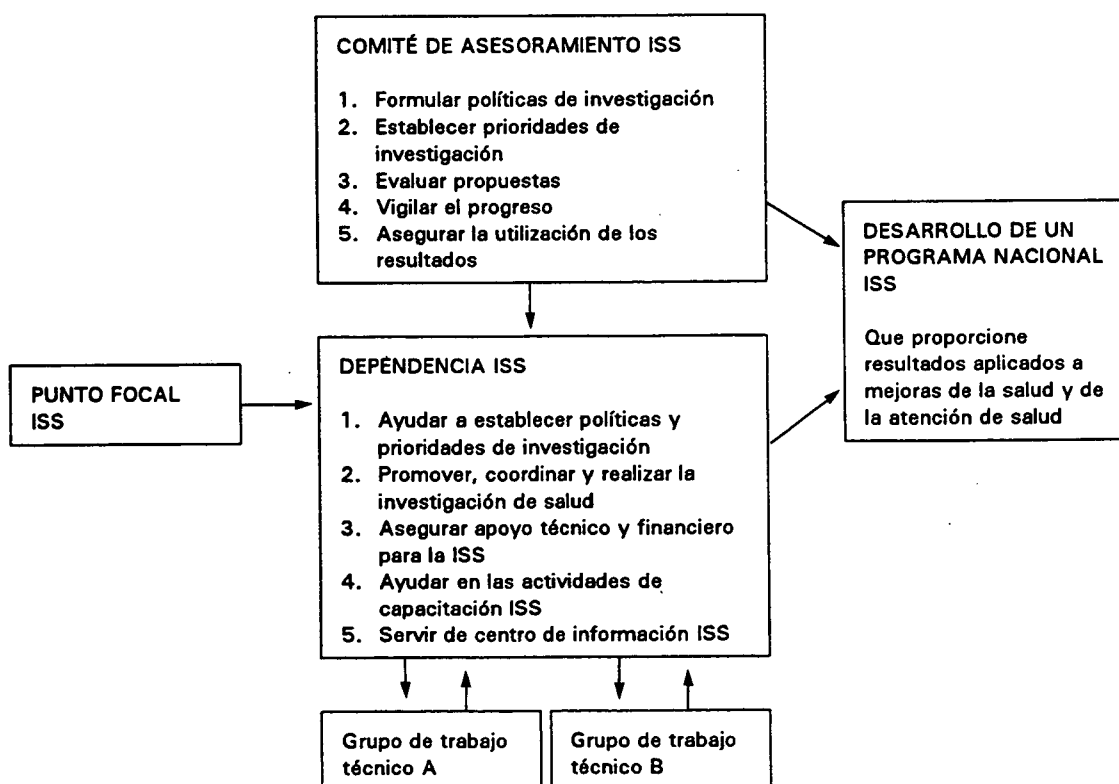 COMITÉ DE ASESORAMIENTO ISS
1. Formular políticas de investigación
2. Establecer prioridades de
investigación
3. Evaluar propuestas
4. Vigilar el progreso
5. Asegurar la utilización de los
resultados
DESARROLLO DE UN
PROGRAMA NACIONAL
ISS
Que proporcione
resultados aplicados a
mejoras de la salud y de
la atención de salud
PUNTO FOCAL
ISS
DEPENDENCIA ISS
1. Ayudar a establecer políticas y
prioridades de investigación
2. Promover, coordinar y realizar la
investigación de salud
3. Asegurar apoyo técnico y financiero
para la ISS
4. Ayudar en las actividades de
capacitación ISS
5. Servir de centro de información ISS
Grupo de trabajo
técnico A
Grupo de trabajo
técnico B